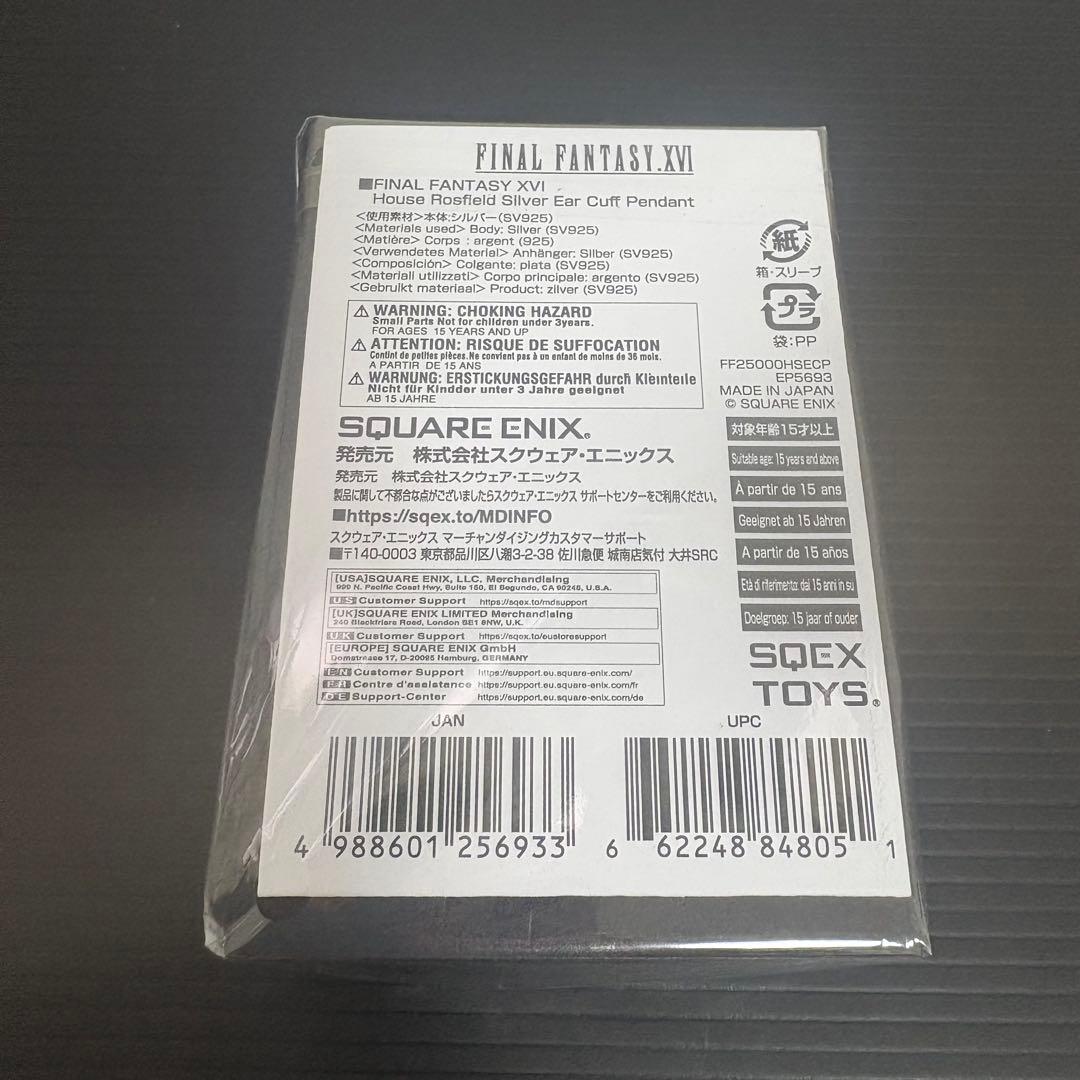 FINAL FANTASY.XVI
■FINAL FANTASY XVI
House Rosfield Silver Ear Cuff Pendant
<使用素材>本体:シルバー(SV925)
<Materials used> Body: Silver (SV925)
<Matière> Corps : argent (925)
<Verwendetes Material> Anhänger: Silber (SV925)
<Composición> Colgante: plata (SV925)
<Materiali utilizzati> Corpo principale: argento (SV925)
<Gebruikt materiaal> Product: zilver (SV925)
紙
箱・スリーブ
プラ
袋:PP
⚠ WARNING: CHOKING HAZARD
Small Parts Not for children under 3years.
FOR AGES 15 YEARS AND UP
⚠ ATTENTION: RISQUE DE SUFFOCATION
Contint de petites pièces.Ne convient pas à un enfant de moins de 36 mois.
A PARTIR DE 15 ANS
⚠ WARNUNG: ERSTICKUNGSGEFAHR durch Kleinteile
Nicht für Kindder unter 3 Jahre geeignet
AB 15 JAHRE
FF25000HSECP
EP5693
MADE IN JAPAN
© SQUARE ENIX
SQUARE ENIX®
発売元 株式会社スクウェア・エニックス
発売元 株式会社スクウェア・エニックス
製品に関して不都合な点がございましたらスクウェア・エニックス サポートセンターをご利用ください。
■https://sqex.to/MDINFO
スクウェア・エニックス マーチャンダイジングカスタマーサポート
■〒140-0003 東京都品川区八潮3-2-38 佐川急便 城南店気付 大井SRC
対象年齢15才以上
Suitable age: 15 years and above
À partir de 15 ans
Geeignet ab 15 Jahren
A partir de 15 años
Età di riferimento: dai 15 anni in su
Doelgroep: 15 jaar of ouder
[USA]SQUARE ENIX, LLC. Merchandising
999 N. Pacific Coast Hwy, Suite 150, El Segundo, CA 90245, U.S.A.
US Customer Support https://sqex.to/mdsupport
[UK]SQUARE ENIX LIMITED Merchandising
240 Blackfriars Road, London SE1 8NW, U.K.
UK Customer Support https://sqex.to/eustoresupport
[EUROPE] SQUARE ENIX GmbH
Domstrasse 17, D-20095 Hamburg, GERMANY
EN Customer Support https://support.eu.square-enix.com/
FR Centre d'assistance https://support.eu.square-enix.com/fr
DE Support-Center https://support.eu.square-enix.com/de
SQEX
TOYS®
JAN
UPC
4 988601 256933
6 62248 84805 1